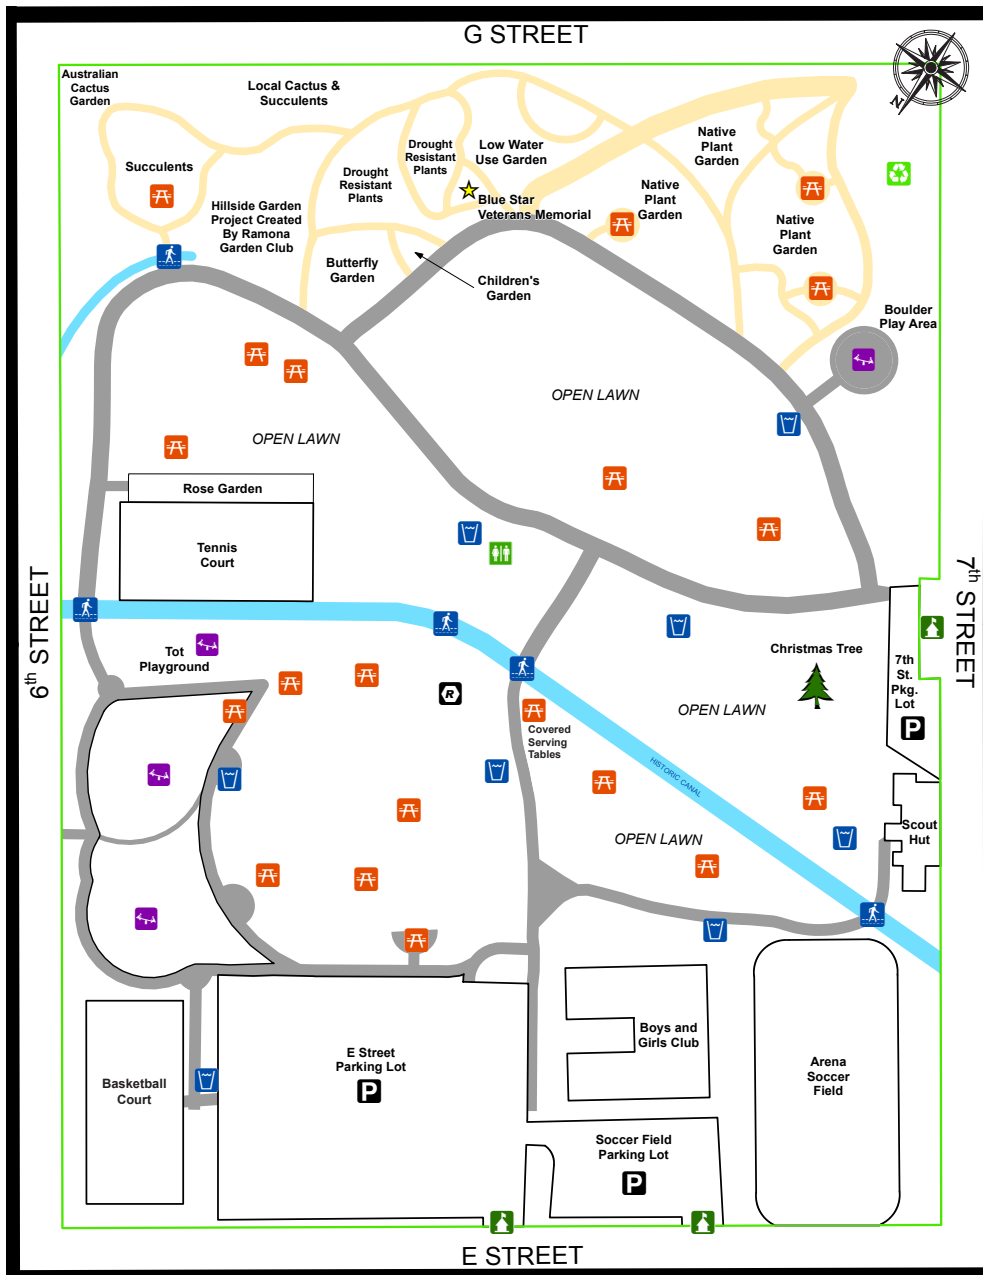 G STREET
Australian
Cactus
Garden
Local Cactus &
Succulents
N
Succulents
Drought
Resistant
Plants
Low Water
Use Garden
Native
Plant
Garden
Drought
Resistant
Plants
Native
Plant
Garden
Blue Star
Veterans Memorial
Hillside Garden
Project Created
By Ramona
Garden Club
Native
Plant
Garden
Butterfly
Garden
Children's
Garden
Boulder
Play Area
OPEN LAWN
OPEN LAWN
Rose Garden
Tennis
Court
6th STREET
7th STREET
Tot
Playground
Christmas Tree
7th
St.
Pkg.
Lot
P
R
OPEN LAWN
Covered
Serving
Tables
HISTORIC CANAL
OPEN LAWN
Scout
Hut
Boys and
Girls Club
E Street
Parking Lot
P
Arena
Soccer
Field
Basketball
Court
Soccer Field
Parking Lot
P
E STREET